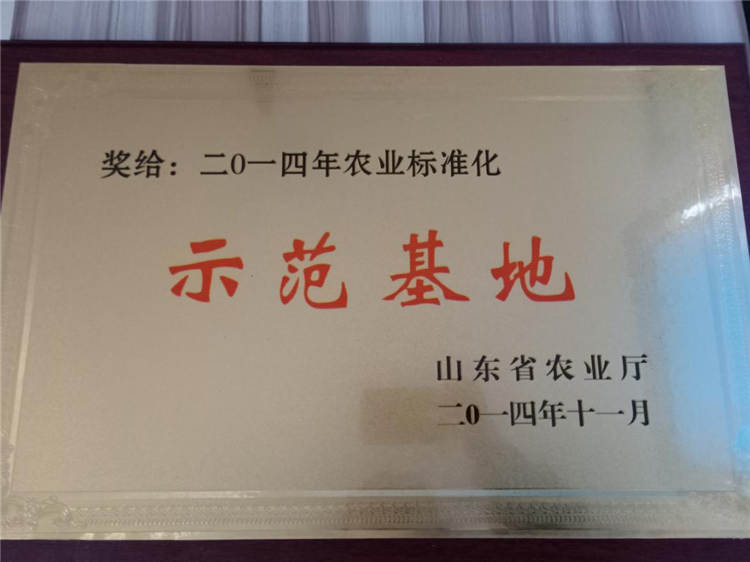 奖给：二0一四年农业标准化
示范基地
山东省农业厅
二0一四年十一月